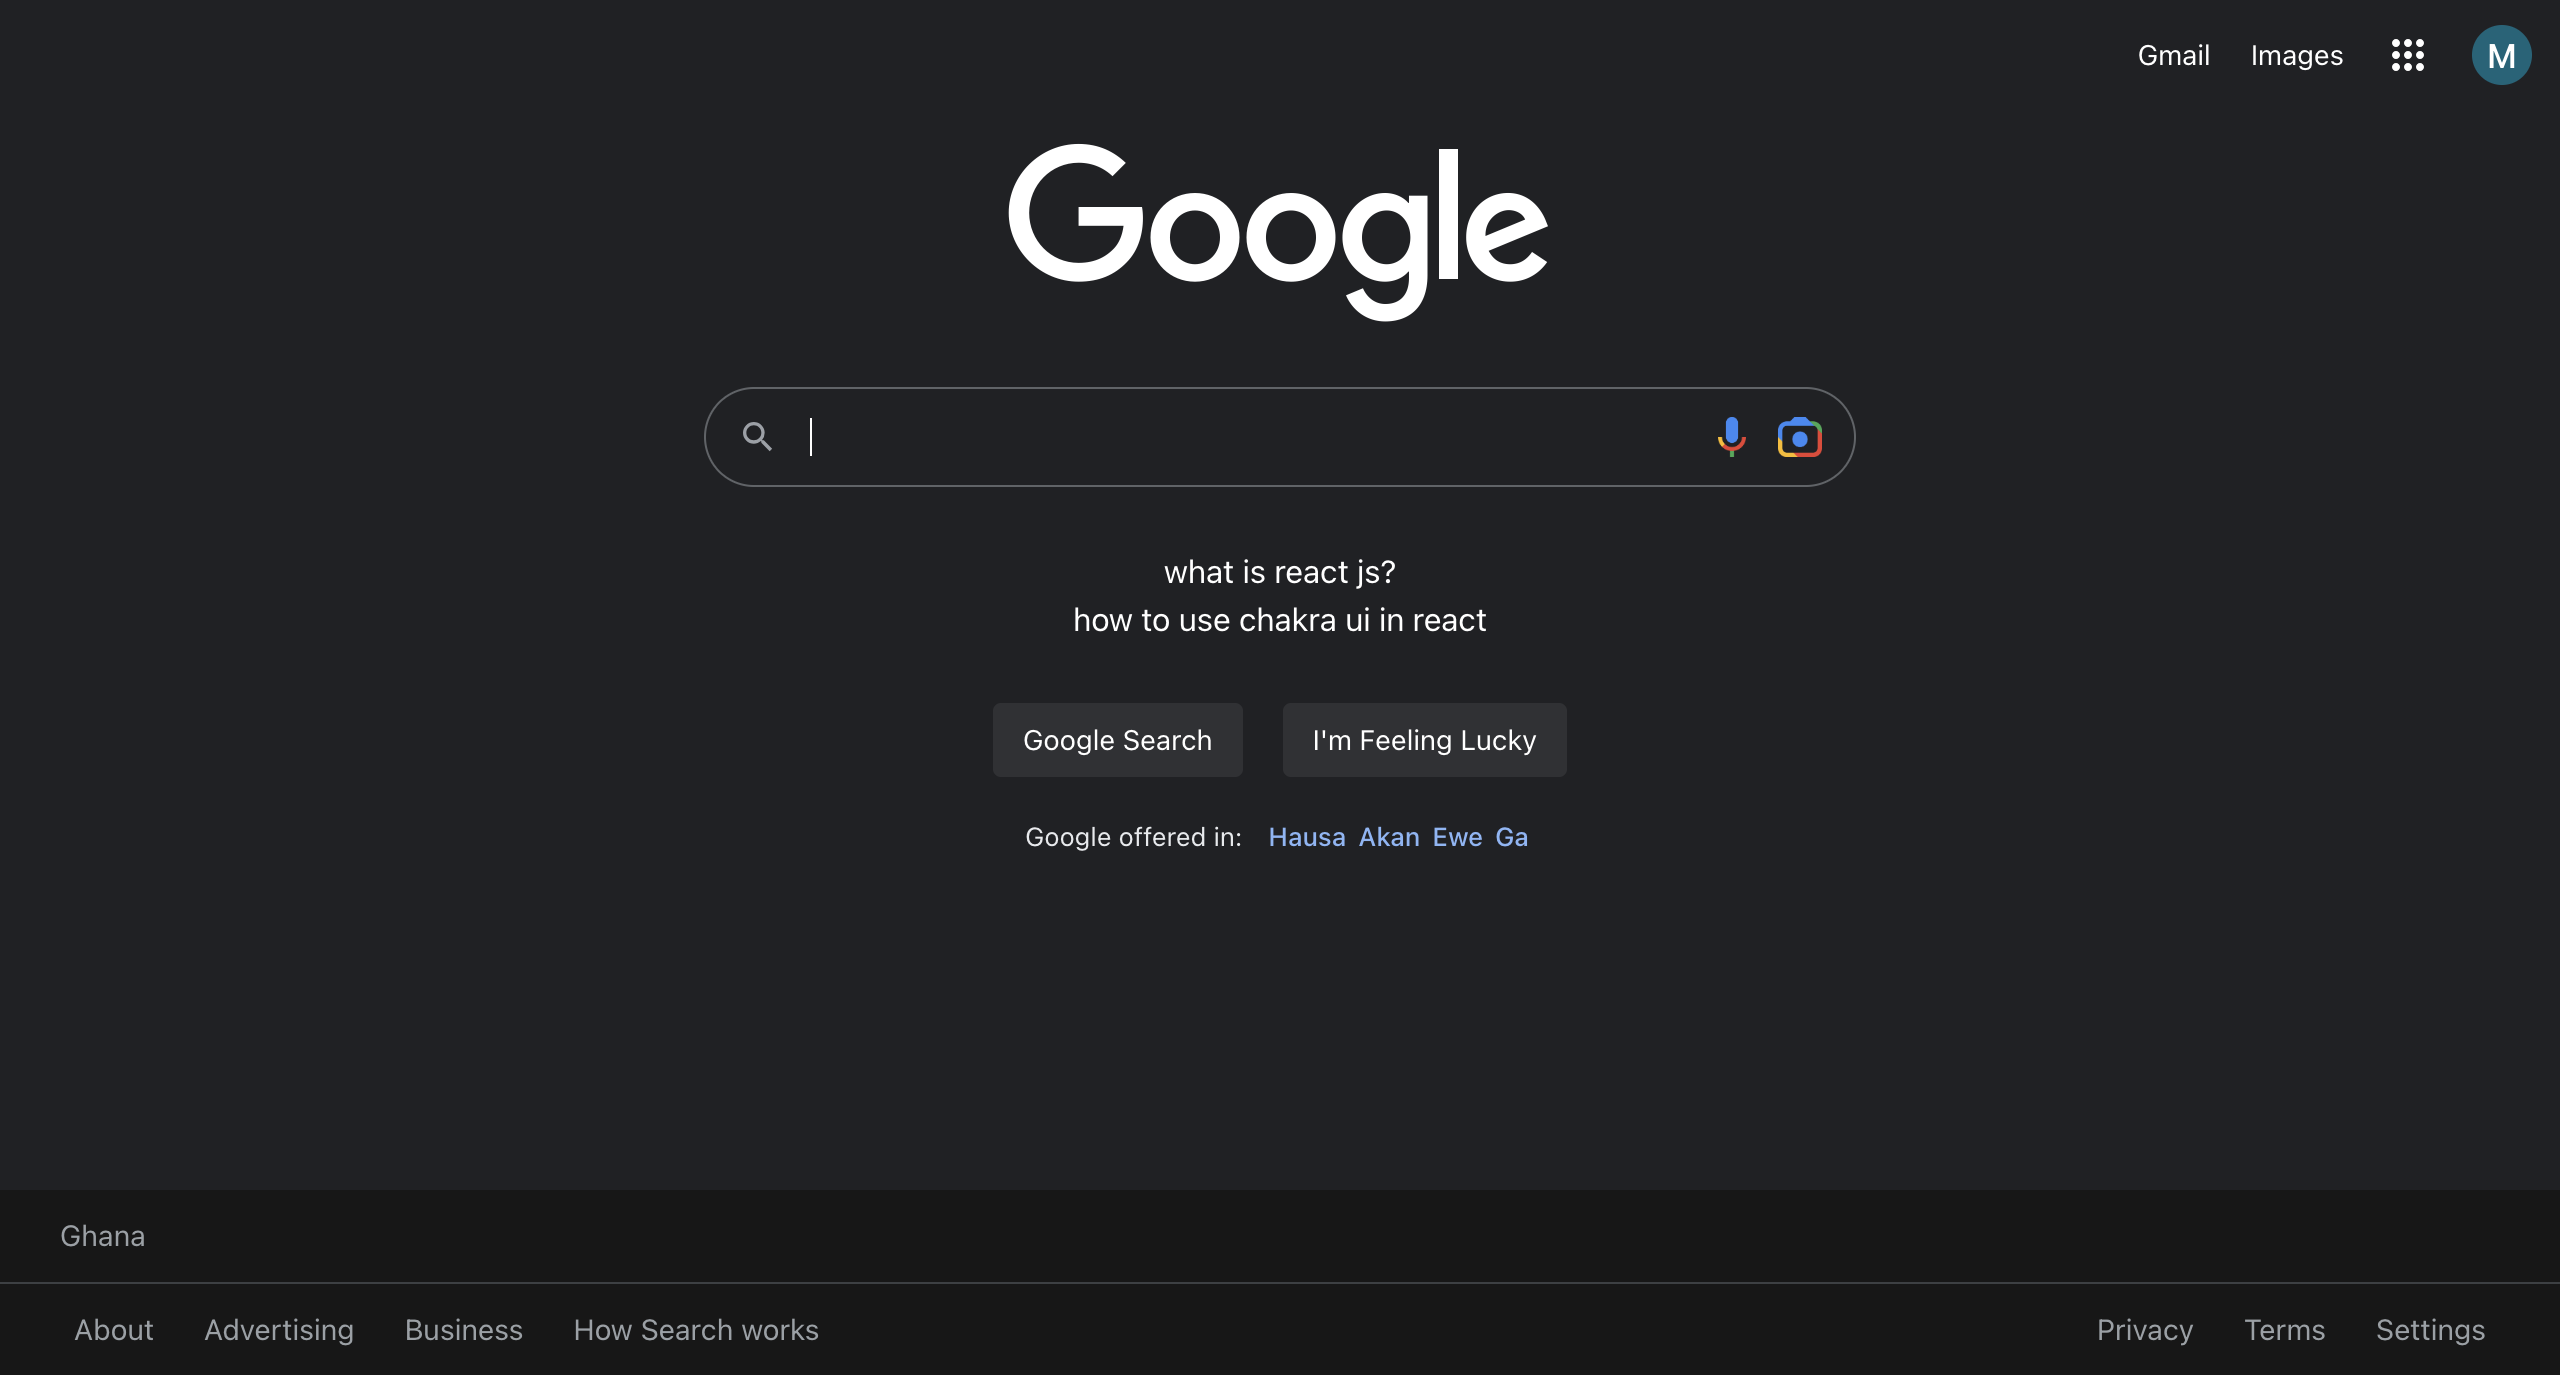 Gmail Images M
Google
what is react js?
how to use chakra ui in react
Google Search I'm Feeling Lucky
Google offered in: Hausa Akan Ewe Ga
Ghana
About Advertising Business How Search works Privacy Terms Settings